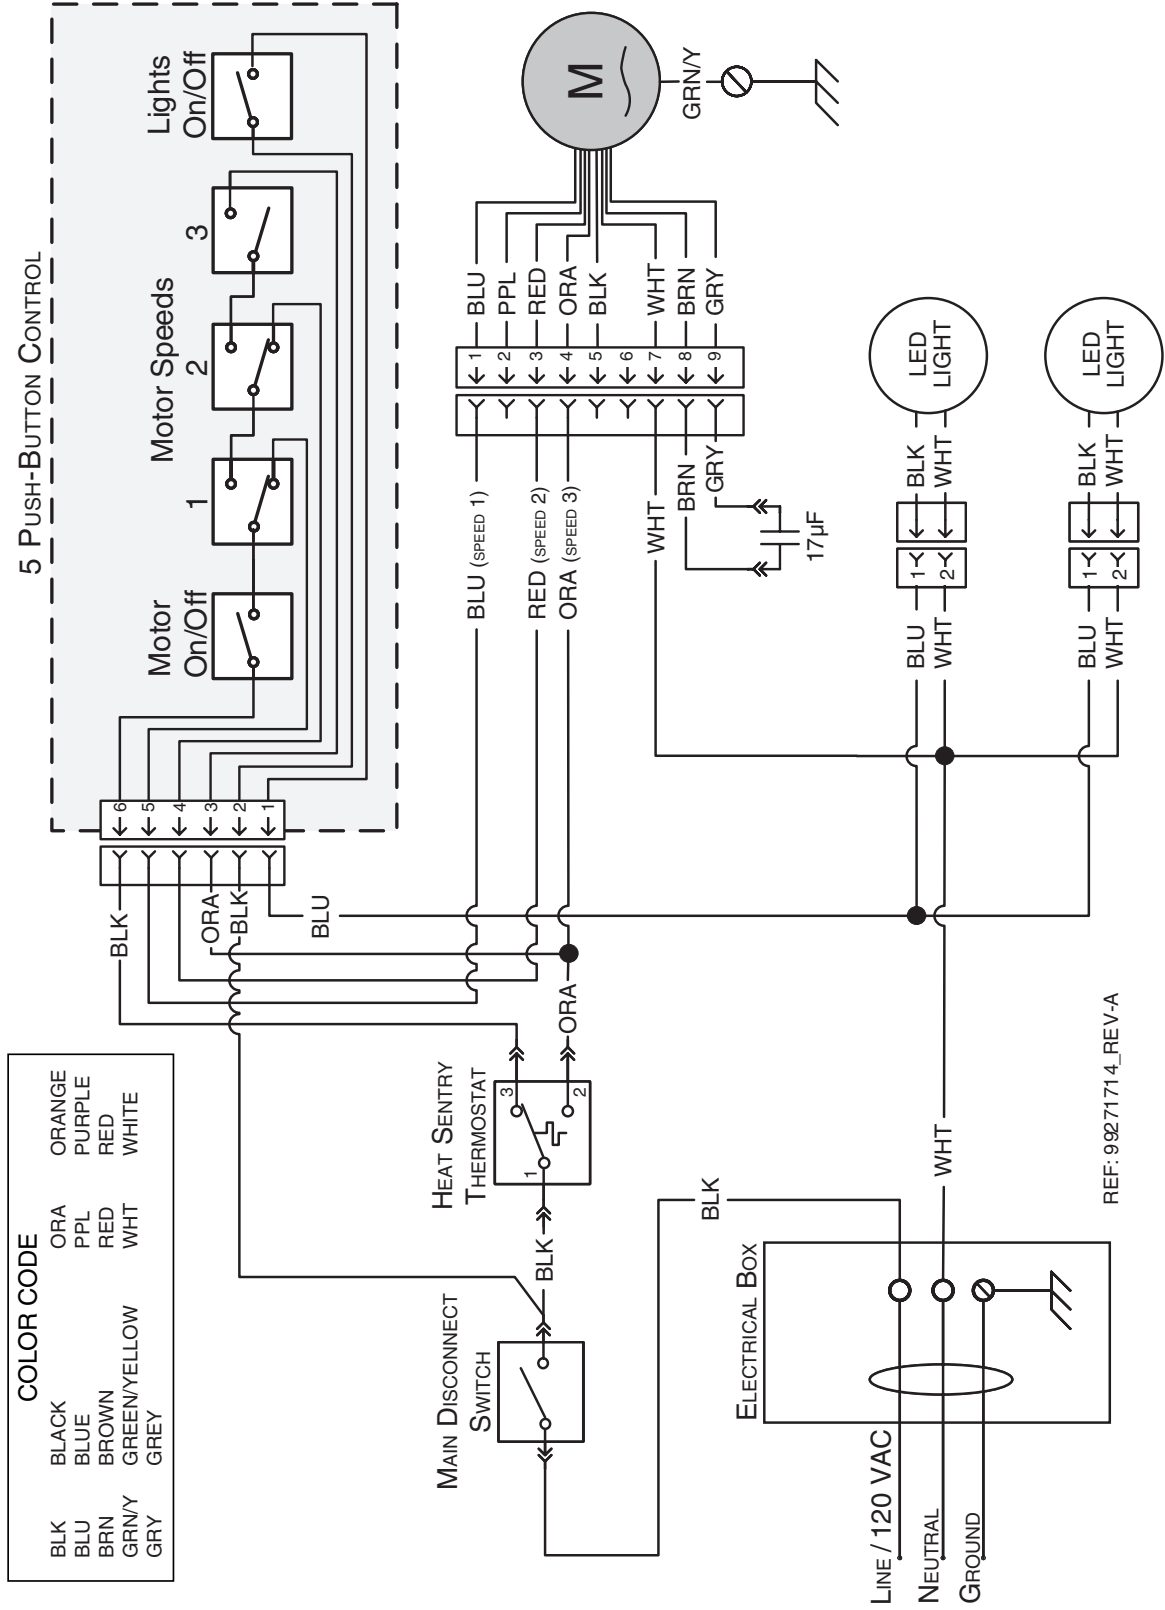 COLOR CODE
BLK BLACK ORA ORANGE
BLU BLUE PPL PURPLE
BRN BROWN RED RED
GRN/Y GREEN/YELLOW WHT WHITE
GRY GREY
5 PUSH-BUTTON CONTROL
Motor
On/Off
Motor Speeds
1
2
3
Lights
On/Off
6
5
4
3
2
1
BLK
ORA
BLK
BLU
HEAT SENTRY
THERMOSTAT
1
3
2
ORA
BLK
MAIN DISCONNECT
SWITCH
BLU (SPEED 1)
RED (SPEED 2)
ORA (SPEED 3)
WHT
BRN
GRY
17µF
1
2
3
4
5
6
7
8
9
BLU
PPL
RED
ORA
BLK
WHT
BRN
GRY
M
GRN/Y
ELECTRICAL BOX
BLK
WHT
LINE / 120 VAC
NEUTRAL
GROUND
BLU
WHT
1
2
BLK
WHT
LED
LIGHT
BLU
WHT
1
2
BLK
WHT
LED
LIGHT
REF: 99271714_REV-A